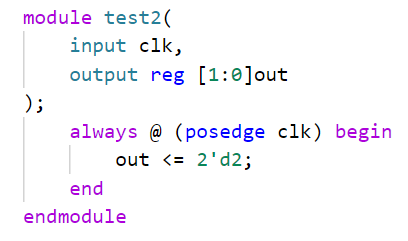 module test2(
    input clk,
    output reg [1:0]out
);
    always @ (posedge clk) begin
        out <= 2'd2;
    end
endmodule